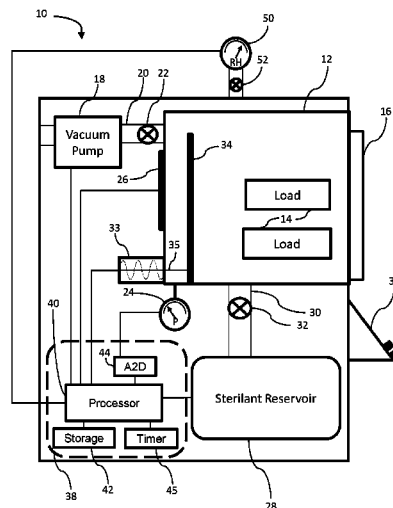 10
50
RH
52
12
18
20
22
16
Vacuum
Pump
34
26
Load
14
Load
33
35
24
P
30
32
40
44
A2D
Processor
Sterilant Reservoir
Storage
Timer
38
42
45
28